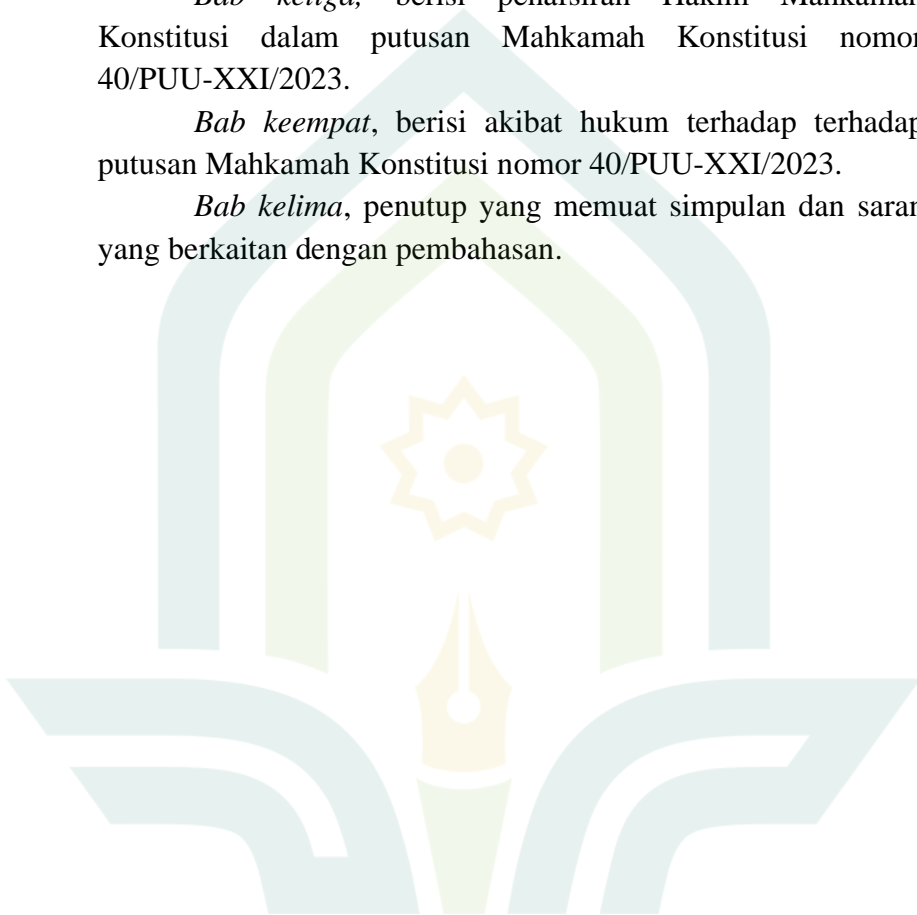 Bab ketiga, berisi penafsiran Hakim Mahkamah
Konstitusi dalam putusan Mahkamah Konstitusi nomor
40/PUU-XXI/2023.
Bab keempat, berisi akibat hukum terhadap terhadap
putusan Mahkamah Konstitusi nomor 40/PUU-XXI/2023.
Bab kelima, penutup yang memuat simpulan dan saran
yang berkaitan dengan pembahasan.